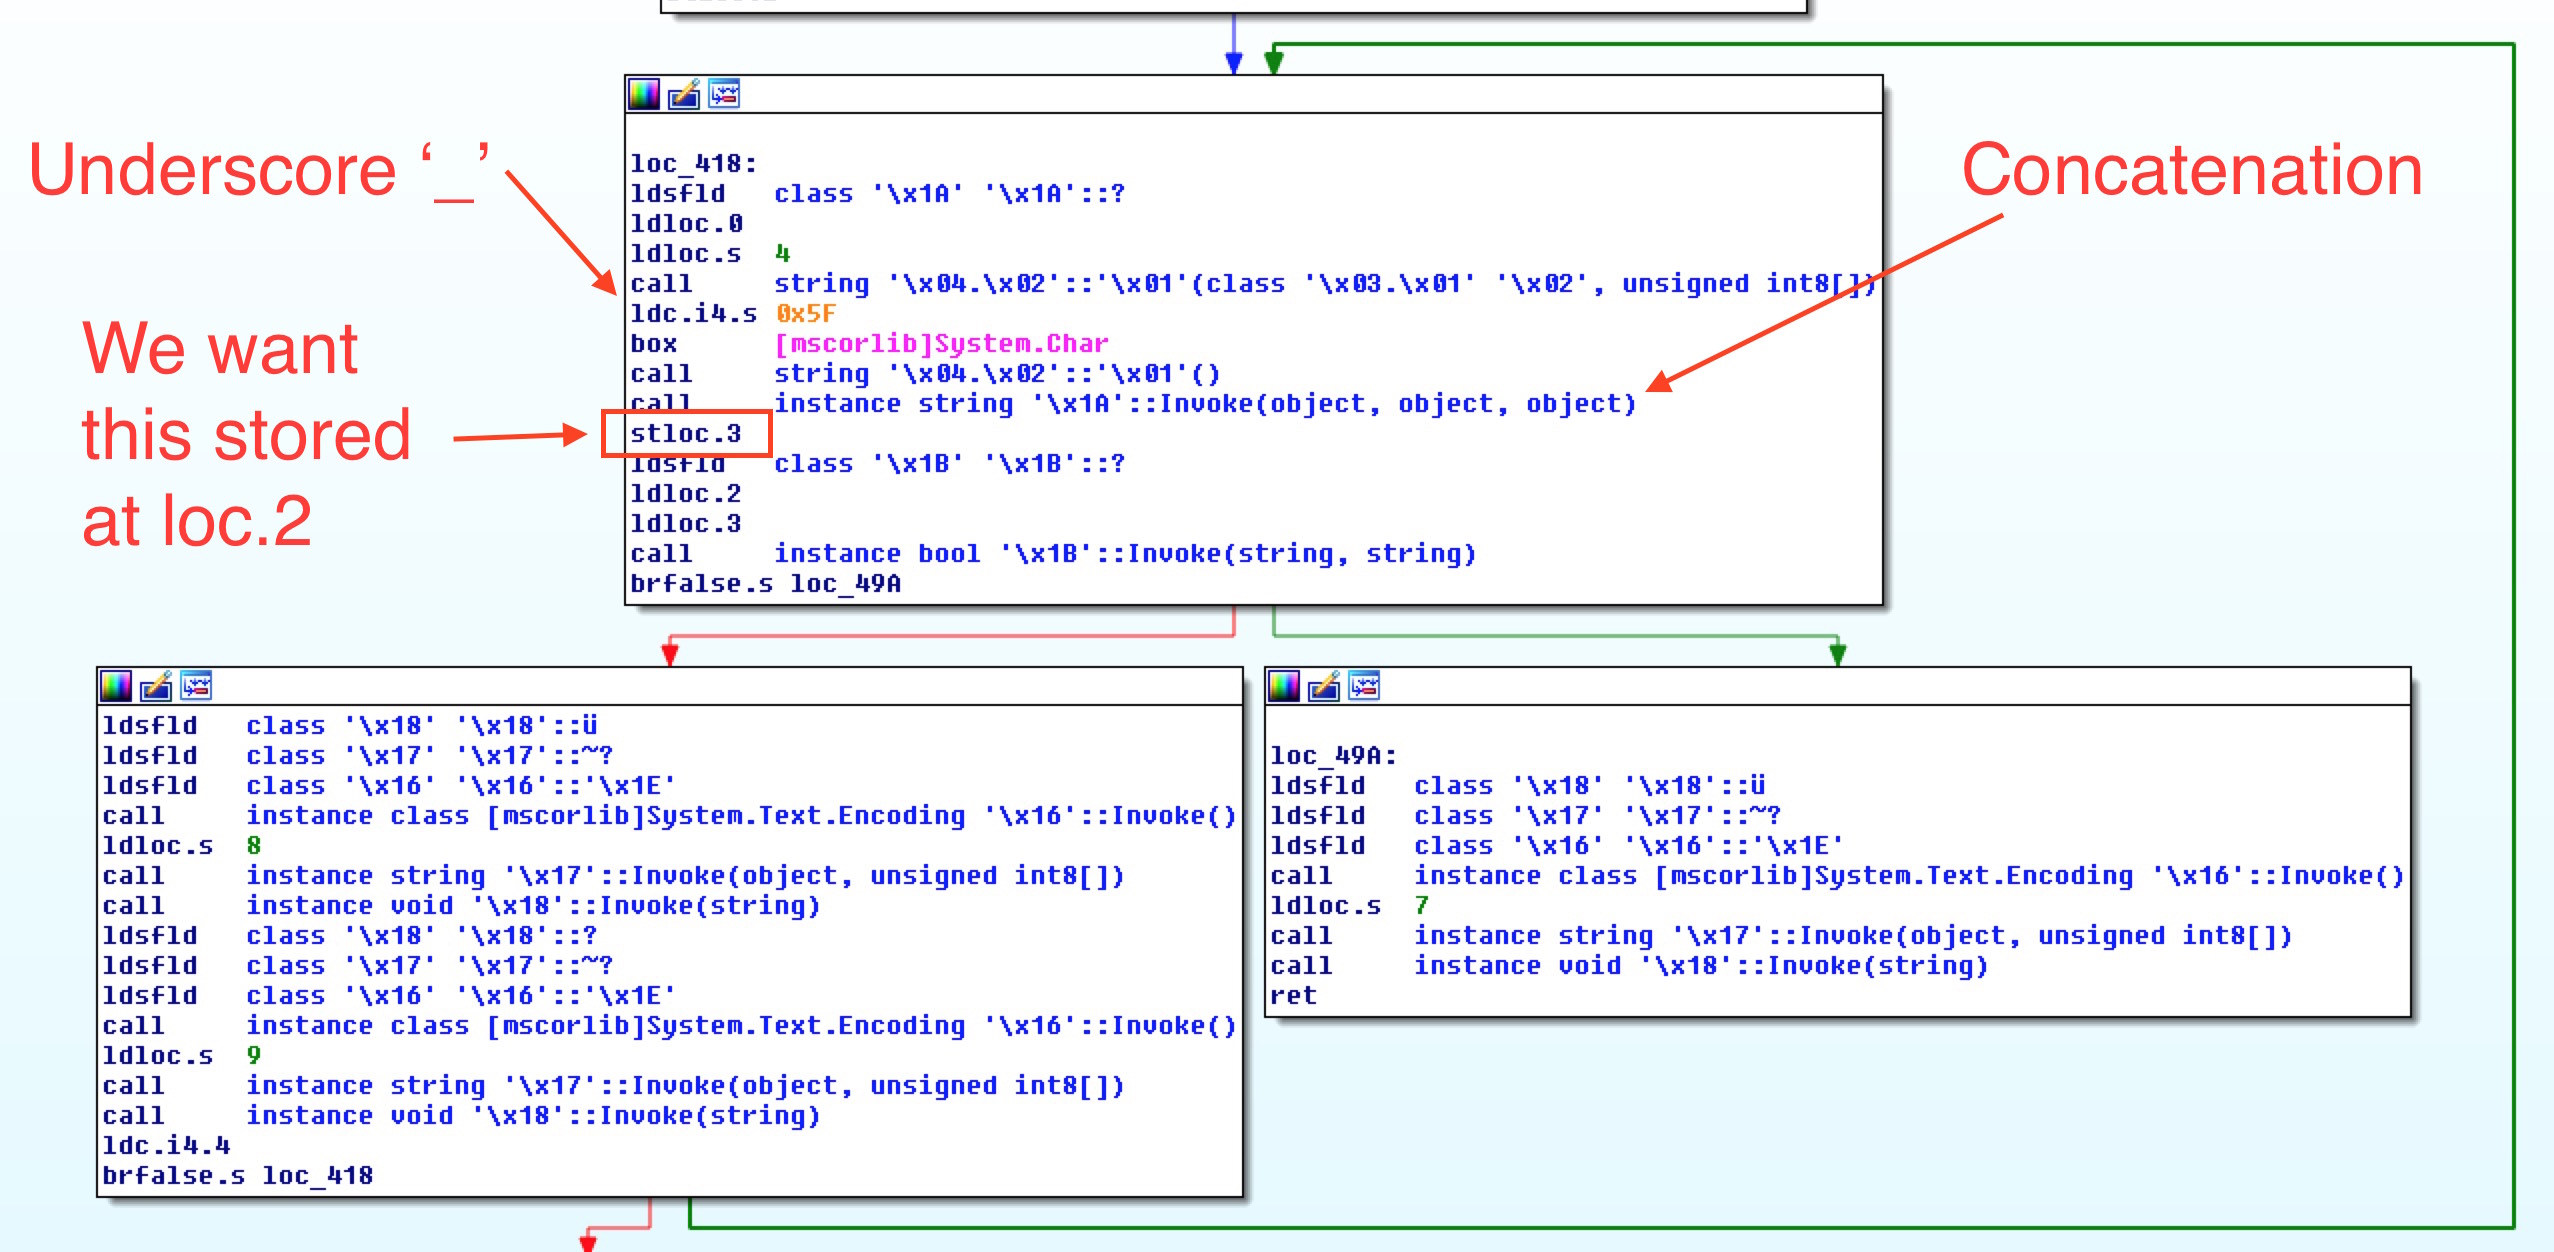 Underscore ‘_’
We want
this stored
at loc.2
Concatenation
loc_418:
ldsfld class '\x1A' '\x1A'::?
ldloc.0
ldloc.s 4
call string '\x04.\x02'::'\x01'(class '\x03.\x01' '\x02', unsigned int8[])
ldc.i4.s 0x5F
box [mscorlib]System.Char
call string '\x04.\x02'::'\x01'()
call instance string '\x1A'::Invoke(object, object, object)
stloc.3
ldsfld class '\x1B' '\x1B'::?
ldloc.2
ldloc.3
call instance bool '\x1B'::Invoke(string, string)
brfalse.s loc_49A
ldsfld class '\x18' '\x18'::ü
ldsfld class '\x17' '\x17'::~?
ldsfld class '\x16' '\x16'::'\x1E'
call instance class [mscorlib]System.Text.Encoding '\x16'::Invoke()
ldloc.s 8
call instance string '\x17'::Invoke(object, unsigned int8[])
call instance void '\x18'::Invoke(string)
ldsfld class '\x18' '\x18'::?
ldsfld class '\x17' '\x17'::~?
ldsfld class '\x16' '\x16'::'\x1E'
call instance class [mscorlib]System.Text.Encoding '\x16'::Invoke()
ldloc.s 9
call instance string '\x17'::Invoke(object, unsigned int8[])
call instance void '\x18'::Invoke(string)
ldc.i4.4
brfalse.s loc_418
loc_49A:
ldsfld class '\x18' '\x18'::ü
ldsfld class '\x17' '\x17'::~?
ldsfld class '\x16' '\x16'::'\x1E'
call instance class [mscorlib]System.Text.Encoding '\x16'::Invoke()
ldloc.s 7
call instance string '\x17'::Invoke(object, unsigned int8[])
call instance void '\x18'::Invoke(string)
ret